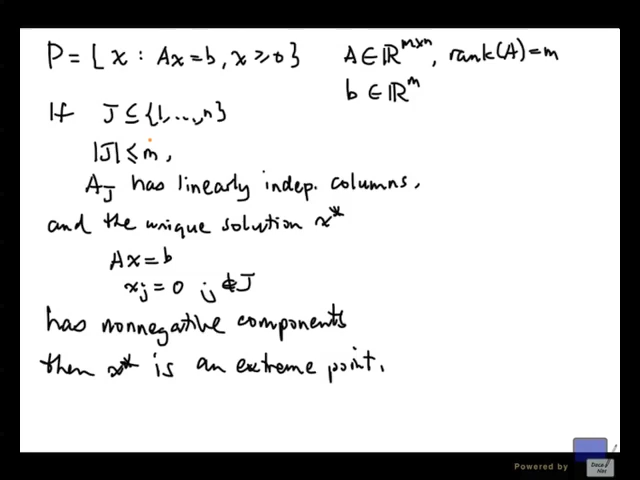 P = { x : Ax = b, x ≥ 0 } A ∈ ℝ^{m×n}, rank(A) = m
b ∈ ℝ^m
If J ⊆ {1, ..., n}
|J| ≤ m,
A_J has linearly indep. columns,
and the unique solution x*
Ax = b
x_j = 0 j ∉ J
has nonnegative components
then x* is an extreme point.
Powered by